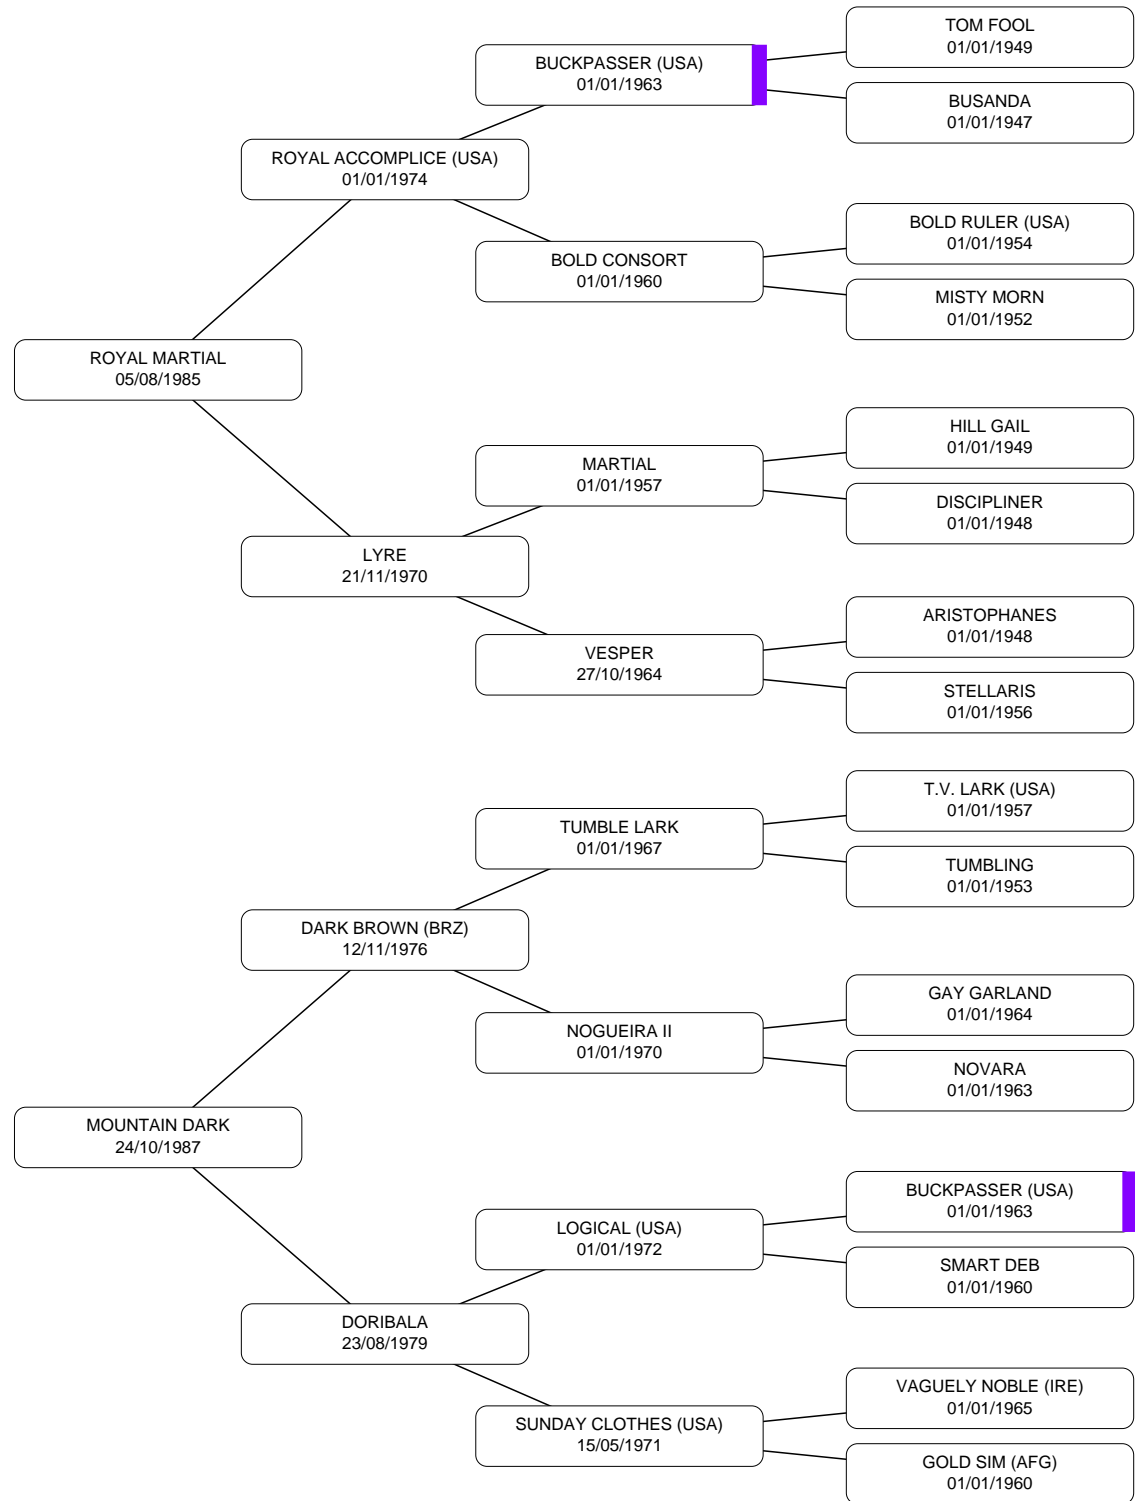 TOM FOOL
01/01/1949
BUCKPASSER (USA)
01/01/1963
BUSANDA
01/01/1947
ROYAL ACCOMPLICE (USA)
01/01/1974
BOLD RULER (USA)
01/01/1954
BOLD CONSORT
01/01/1960
MISTY MORN
01/01/1952
ROYAL MARTIAL
05/08/1985
HILL GAIL
01/01/1949
MARTIAL
01/01/1957
DISCIPLINER
01/01/1948
LYRE
21/11/1970
ARISTOPHANES
01/01/1948
VESPER
27/10/1964
STELLARIS
01/01/1956
T.V. LARK (USA)
01/01/1957
TUMBLE LARK
01/01/1967
TUMBLING
01/01/1953
DARK BROWN (BRZ)
12/11/1976
GAY GARLAND
01/01/1964
NOGUEIRA II
01/01/1970
NOVARA
01/01/1963
MOUNTAIN DARK
24/10/1987
BUCKPASSER (USA)
01/01/1963
LOGICAL (USA)
01/01/1972
SMART DEB
01/01/1960
DORIBALA
23/08/1979
VAGUELY NOBLE (IRE)
01/01/1965
SUNDAY CLOTHES (USA)
15/05/1971
GOLD SIM (AFG)
01/01/1960